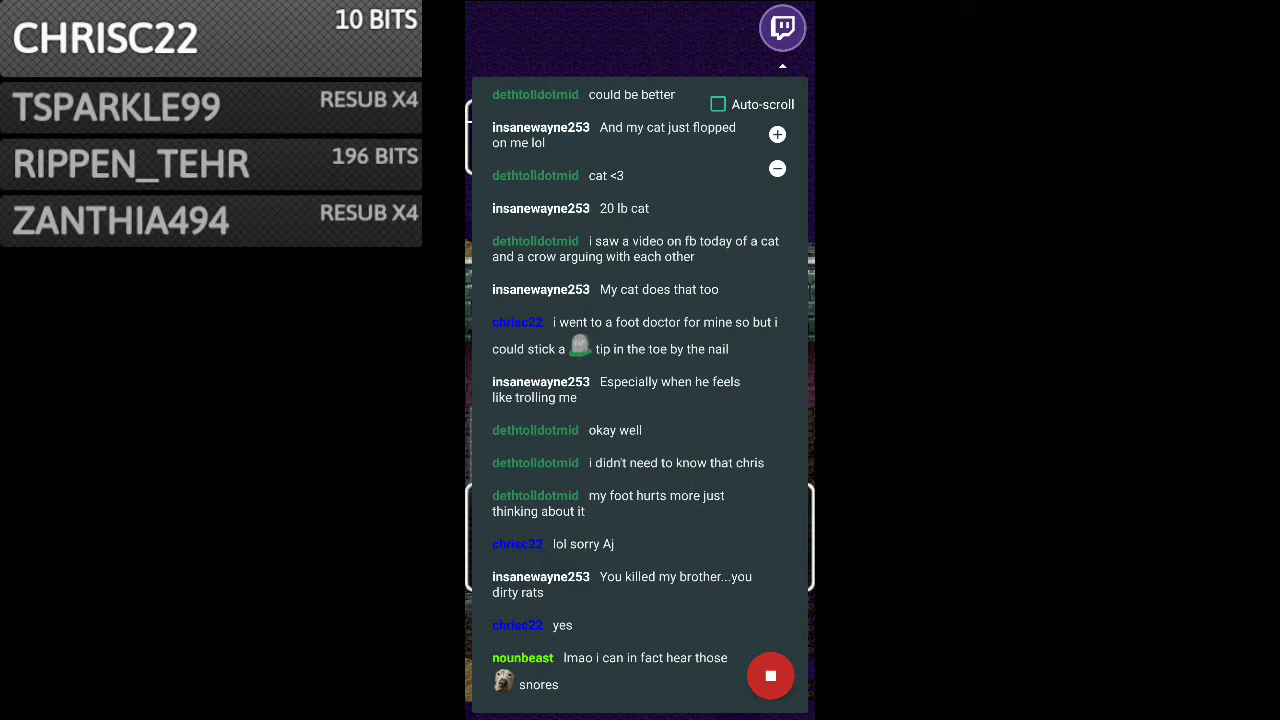 CHRISC22 10 BITS
TSPARKLE99 RESUB X4
RIPPEN_TEHR 196 BITS
ZANTHIA494 RESUB X4
dethtolldotmid could be better
Auto-scroll
insanewayne253 And my cat just flopped
on me lol
dethtolldotmid cat <3
insanewayne253 20 lb cat
dethtolldotmid i saw a video on fb today of a cat
and a crow arguing with each other
insanewayne253 My cat does that too
chrisc22 i went to a foot doctor for mine so but i
could stick a tip in the toe by the nail
insanewayne253 Especially when he feels
like trolling me
dethtolldotmid okay well
dethtolldotmid i didn't need to know that chris
dethtolldotmid my foot hurts more just
thinking about it
chrisc22 lol sorry Aj
insanewayne253 You killed my brother...you
dirty rats
chrisc22 yes
nounbeast lmao i can in fact hear those
snores